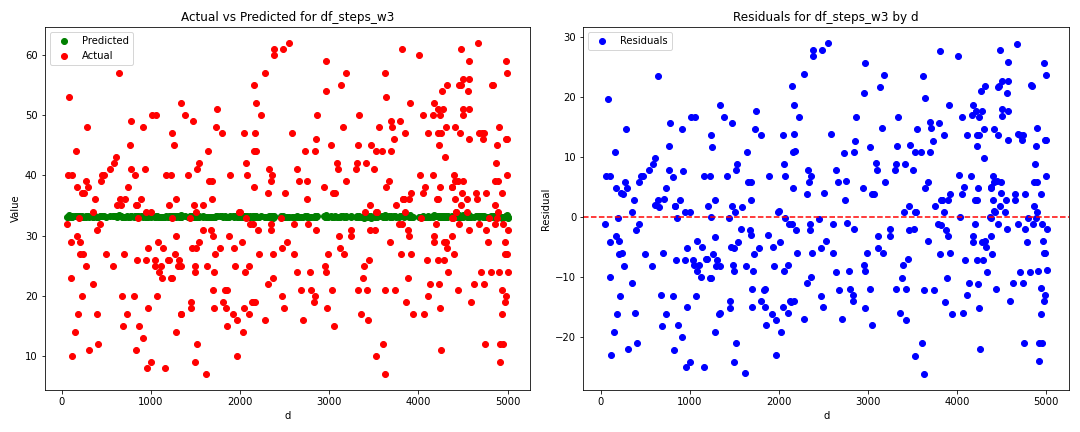 Actual vs Predicted for df_steps_w3
Predicted
Actual
Value
60
50
40
30
20
10
0
1000
2000
3000
4000
5000
d
Residuals for df_steps_w3 by d
Residuals
Residual
30
20
10
0
−10
−20
0
1000
2000
3000
4000
5000
d